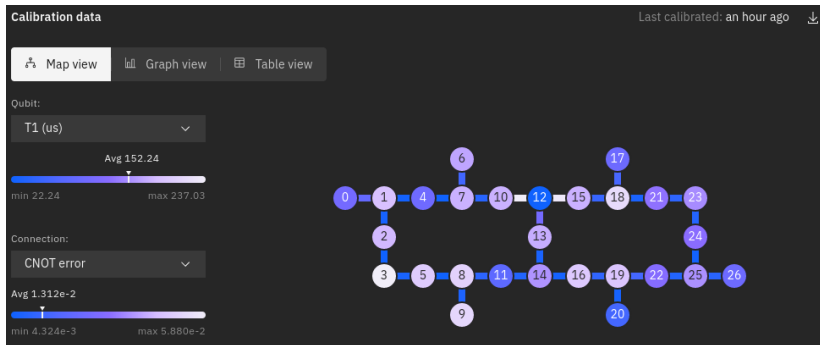 Calibration data
Last calibrated: an hour ago
Map view
Graph view
Table view
Qubit:
T1 (us)
Avg 152.24
min 22.24 max 237.03
Connection:
CNOT error
Avg 1.312e-2
min 4.324e-3 max 5.880e-2
6 17
0 1 4 7 10 12 15 18 21 23
2 13 24
3 5 8 11 14 16 19 22 25 26
9 20